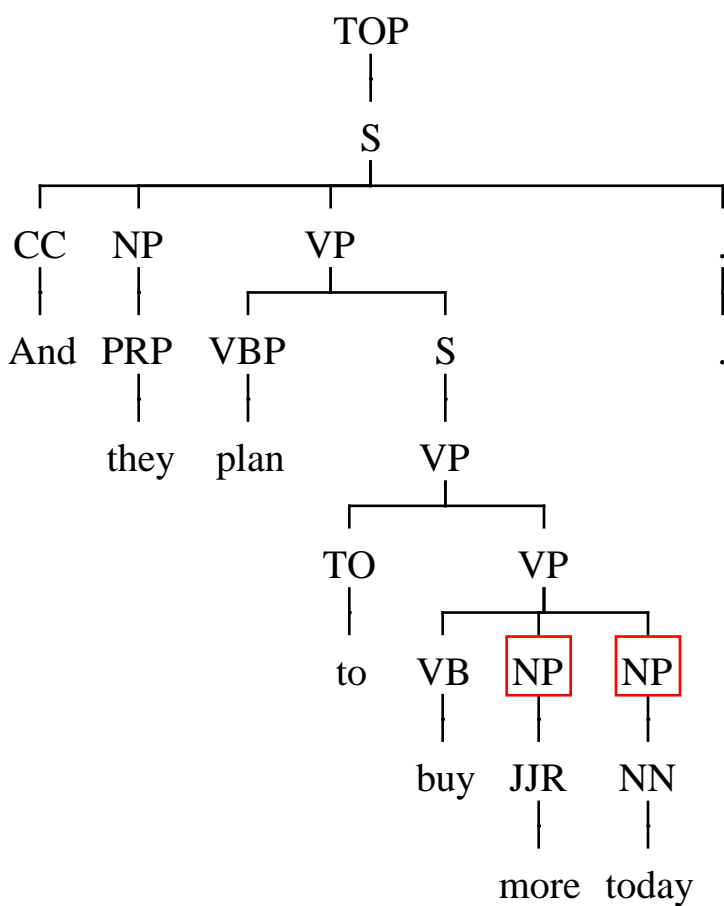 TOP
S
CC NP VP .
And PRP VBP S .
they plan VP
TO VP
to VB NP NP
buy JJR NN
more today